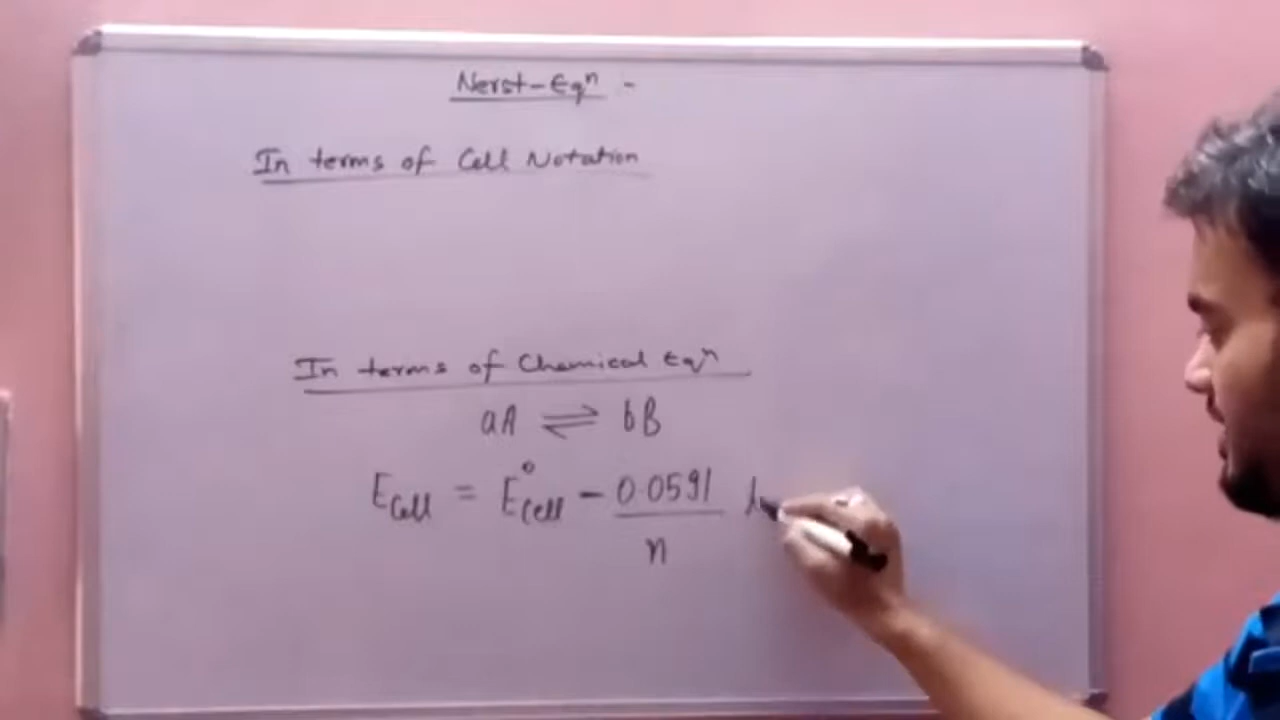 Nerst-Eqⁿ -
In terms of Cell Notation
In terms of Chemical Eqⁿ
aA ⇌ bB
E_Cell = E°_Cell - 0.0591/n